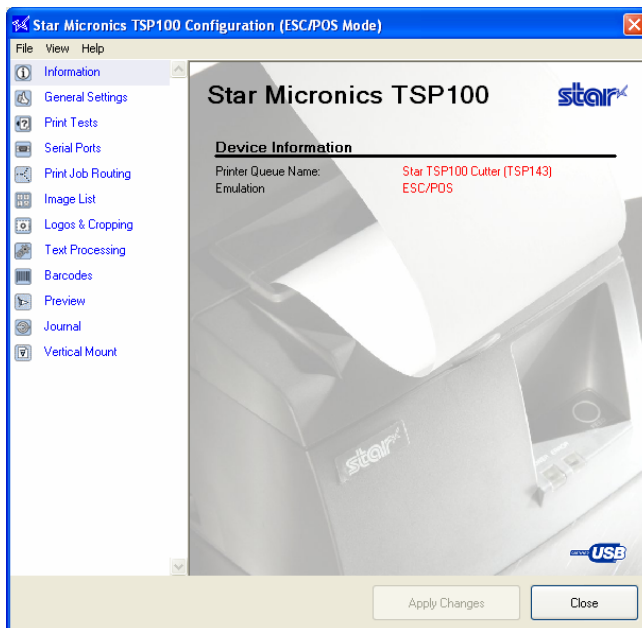 Star Micronics TSP100 Configuration (ESC/POS Mode)
File View Help
Information
General Settings
Print Tests
Serial Ports
Print Job Routing
Image List
Logos & Cropping
Text Processing
Barcodes
Preview
Journal
Vertical Mount
Star Micronics TSP100
star
Device Information
Printer Queue Name: Star TSP100 Cutter (TSP143)
Emulation ESC/POS
star
USB
Apply Changes
Close